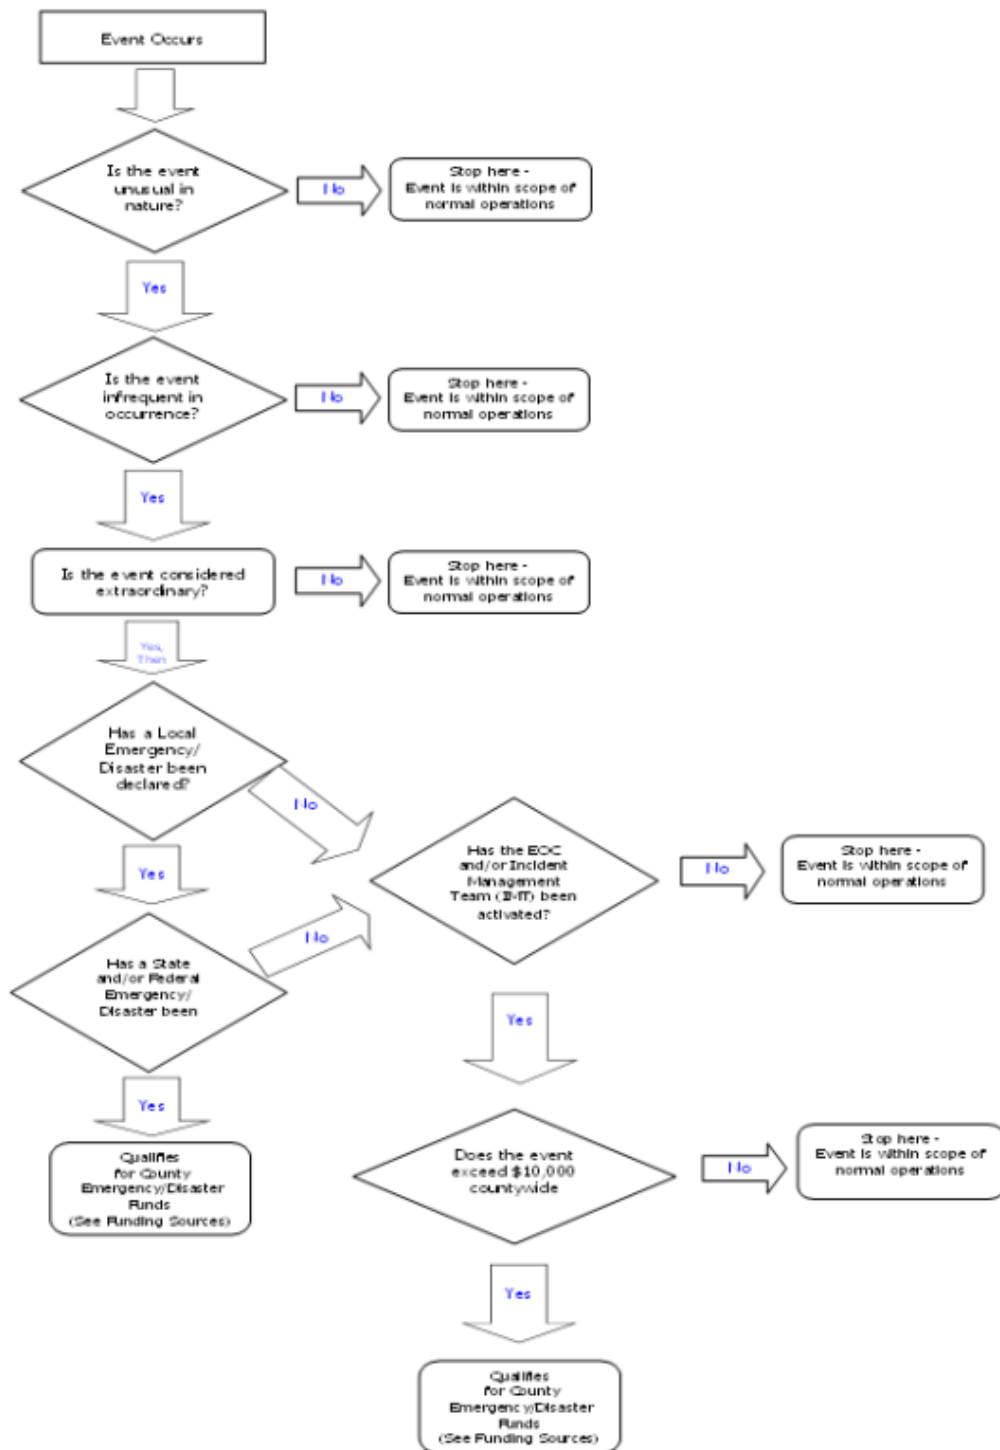 Event Occurs
Is the event
unusual in
nature?
No
Stop here -
Event is within scope of
normal operations
Yes
Is the event
infrequent in
occurrence?
No
Stop here -
Event is within scope of
normal operations
Yes
Is the event considered
extraordinary?
No
Stop here -
Event is within scope of
normal operations
Yes,
Then
Has a Local
Emergency/
Disaster been
declared?
No
Yes
Has the EOC
and/or Incident
Management
Team (IMT) been
activated?
No
Stop here -
Event is within scope of
normal operations
Has a State
and/or Federal
Emergency/
Disaster been
No
Yes
Yes
Qualifies
for County
Emergency/Disaster
Funds
(See Funding Sources)
Does the event
exceed $10,000
countywide
No
Stop here -
Event is within scope of
normal operations
Yes
Qualifies
for County
Emergency/Disaster
Funds
(See Funding Sources)